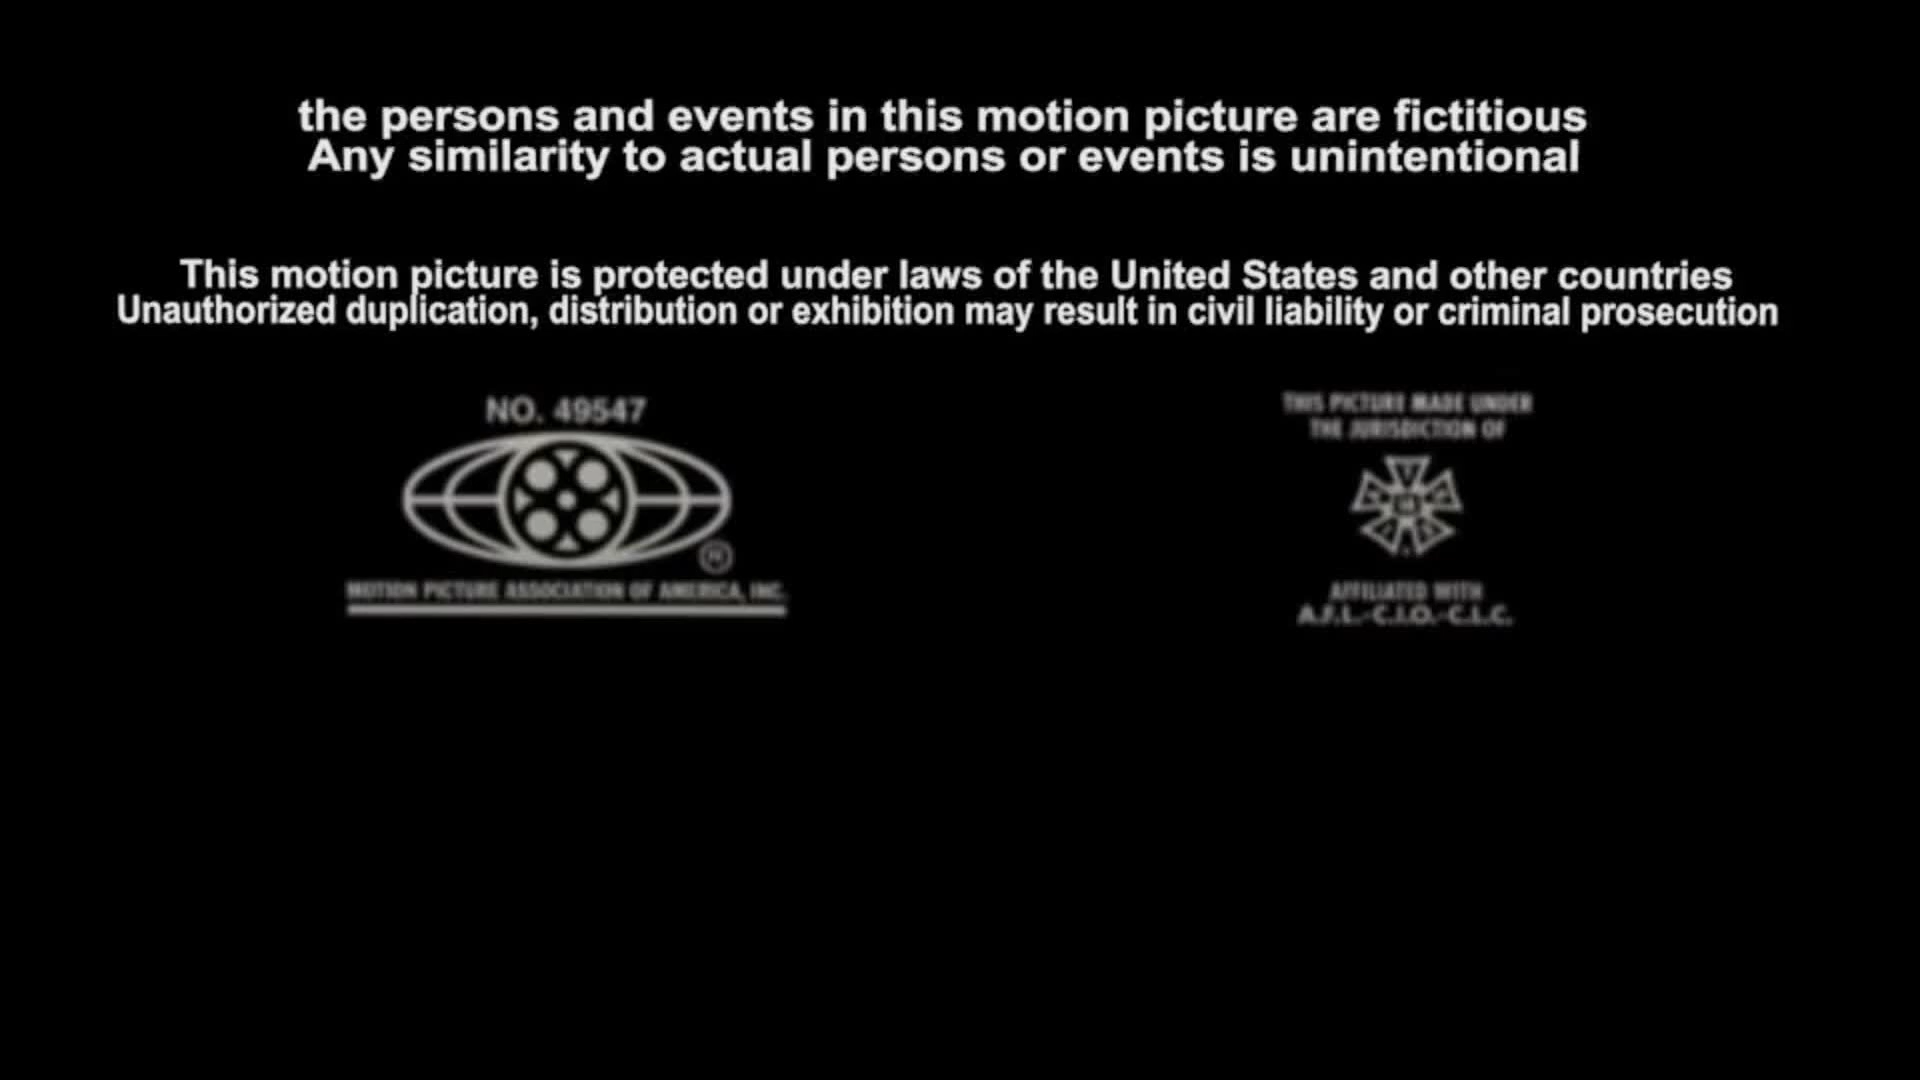 the persons and events in this motion picture are fictitious
Any similarity to actual persons or events is unintentional
This motion picture is protected under laws of the United States and other countries
Unauthorized duplication, distribution or exhibition may result in civil liability or criminal prosecution
NO. 49547
®
MOTION PICTURE ASSOCIATION OF AMERICA, INC.
THIS PICTURE MADE UNDER
THE JURISDICTION OF
AFFILIATED WITH
A.F.L.-C.I.O.-C.L.C.